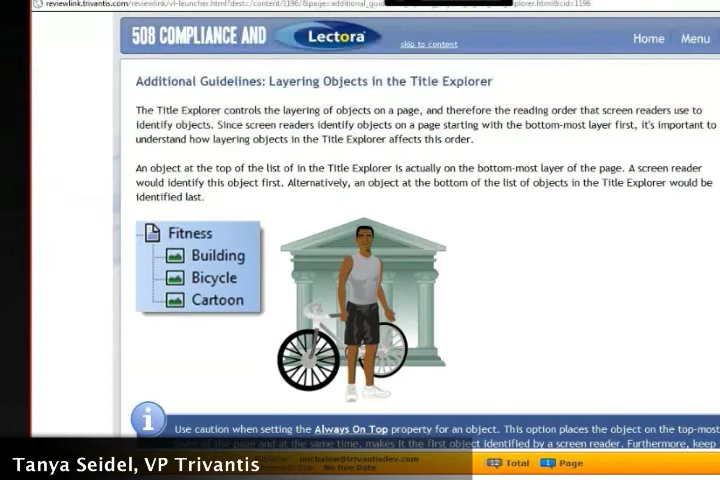 reviewlink.trivantis.com/vl-launcher.html?dest=/content/1196/&page=additional_gui
explorer.html&cid=1196
508 COMPLIANCE AND Lectora skip to content Home Menu
Additional Guidelines: Layering Objects in the Title Explorer
The Title Explorer controls the layering of objects on a page, and therefore the reading order that screen readers use to
identify objects. Since screen readers identify objects on a page starting with the bottom-most layer first, it's important to
understand how layering objects in the Title Explorer affects this order.
An object at the top of the list of in the Title Explorer is actually on the bottom-most layer of the page. A screen reader
would identify this object first. Alternatively, an object at the bottom of the list of objects in the Title Explorer would be
identified last.
Fitness
Building
Bicycle
Cartoon
i
Use caution when setting the Always On Top property for an object. This option places the object on the top-most
layer of the page and at the same time, makes it the first object identified by a screen reader. Furthermore, keep
michaelw@trivantisdev.com
No Due Date
Total Page
Tanya Seidel, VP Trivantis